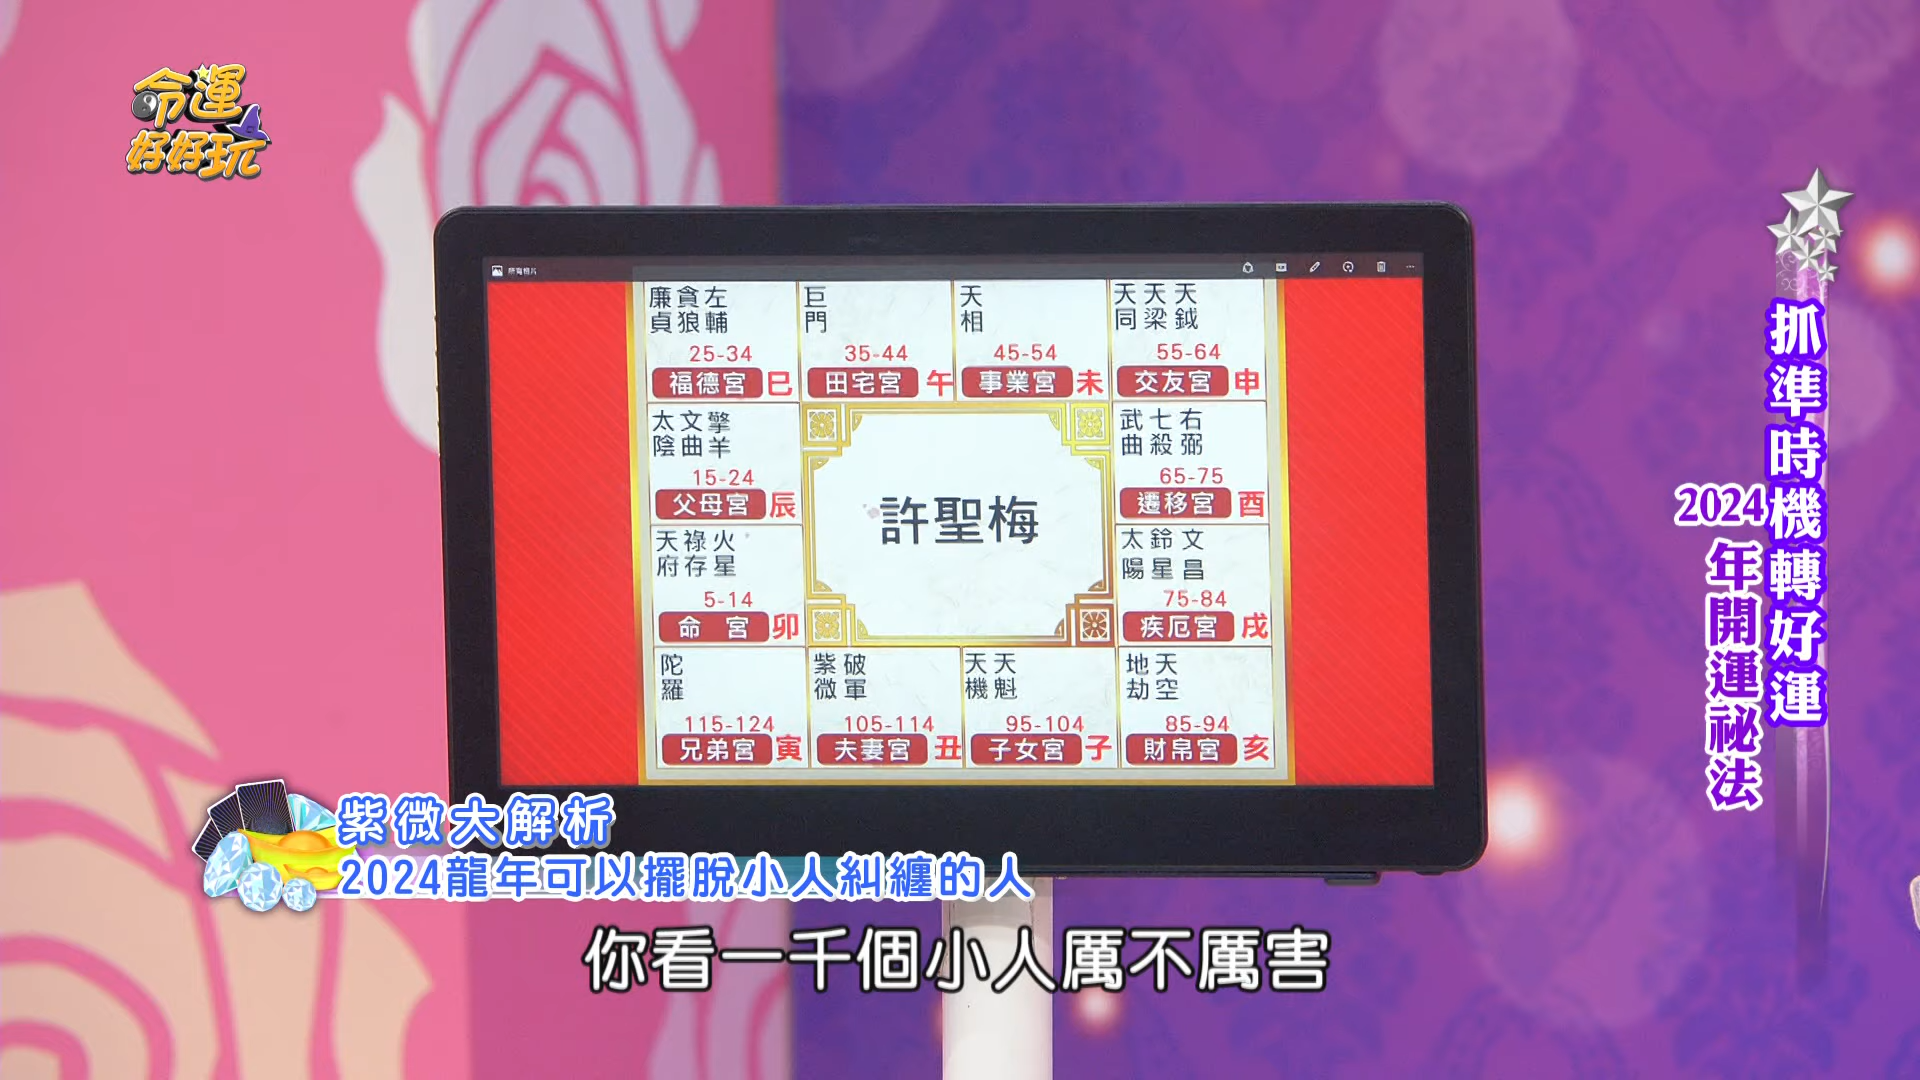 命運
好好玩
抓準時機轉好運
2024年開運祕法
所有相片
廉貪左
貞狼輔
25-34
福德宮 巳
巨
門
35-44
田宅宮 午
天
相
45-54
事業宮 未
天天天
同梁鉞
55-64
交友宮 申
太文擎
陰曲羊
15-24
父母宮 辰
許聖梅
武七右
曲殺弼
65-75
遷移宮 酉
天祿火
府存星
5-14
命宮 卯
太鈴文
陽星昌
75-84
疾厄宮 戌
陀
羅
115-124
兄弟宮 寅
紫破
微軍
105-114
夫妻宮 丑
天天
機魁
95-104
子女宮 子
地天
劫空
85-94
財帛宮 亥
紫微大解析
2024龍年可以擺脫小人糾纏的人
你看一千個小人厲不厲害